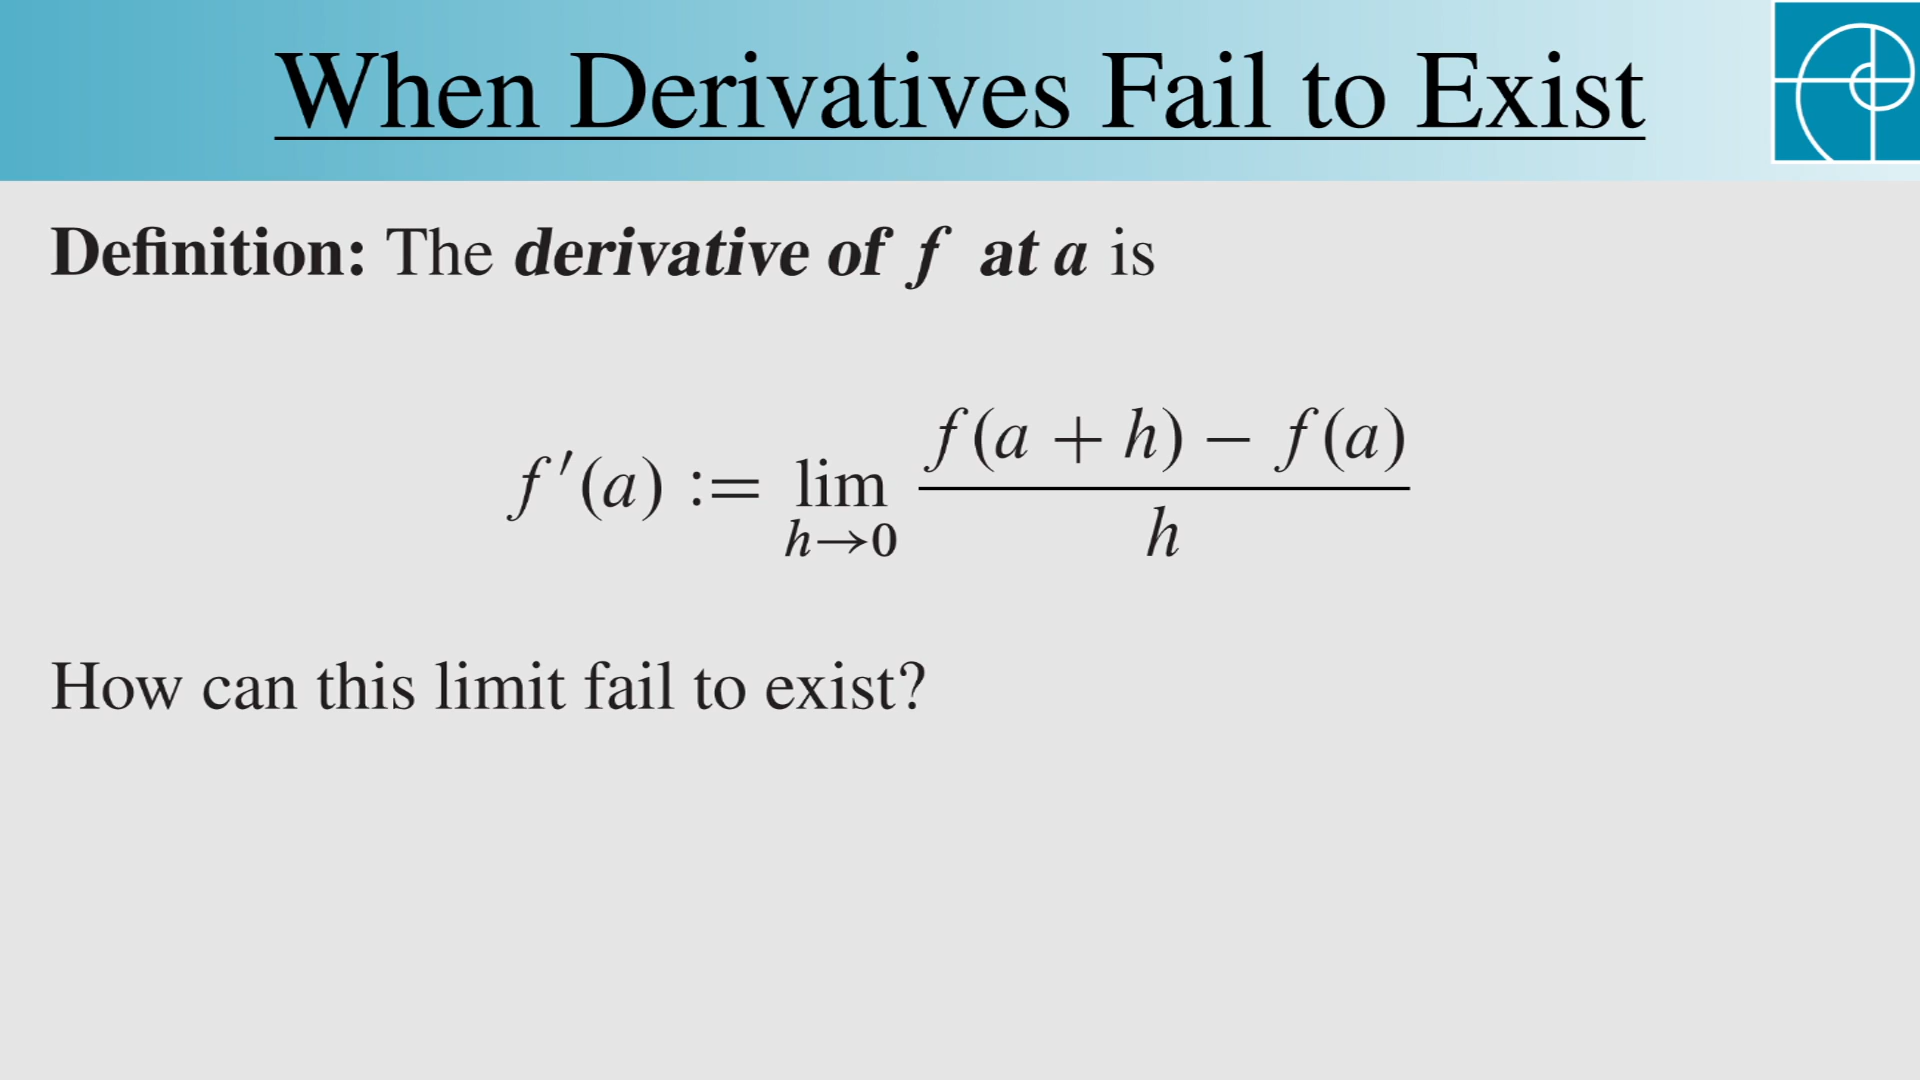 When Derivatives Fail to Exist
Definition: The derivative of f at a is
f′(a) := lim_{h→0} \frac{f(a + h) − f(a)}{h}
How can this limit fail to exist?